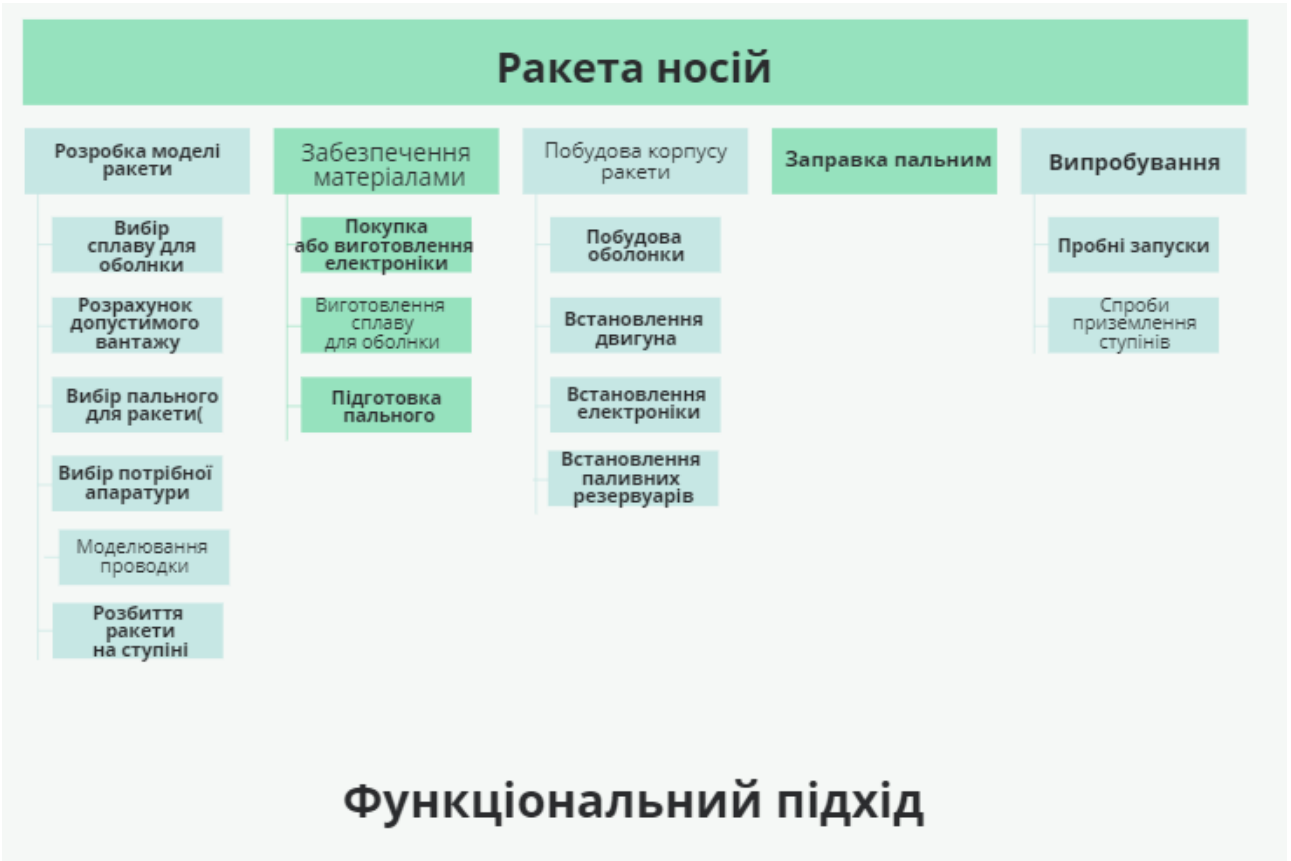 Ракета носій
Розробка моделі
ракети
Вибір
сплаву для
оболнки
Розрахунок
допустимого
вантажу
Вибір пального
для ракети(
Вибір потрібної
апаратури
Моделювання
проводки
Розбиття
ракети
на ступіні
Забезпечення
матеріалами
Покупка
або виготовлення
електроніки
Виготовлення
сплаву
для оболнки
Підготовка
пального
Побудова корпусу
ракети
Побудова
оболонки
Встановлення
двигуна
Встановлення
електроніки
Встановлення
паливних
резервуарів
Заправка пальним
Випробування
Пробні запуски
Спроби
приземлення
ступінів
Функціональний підхід